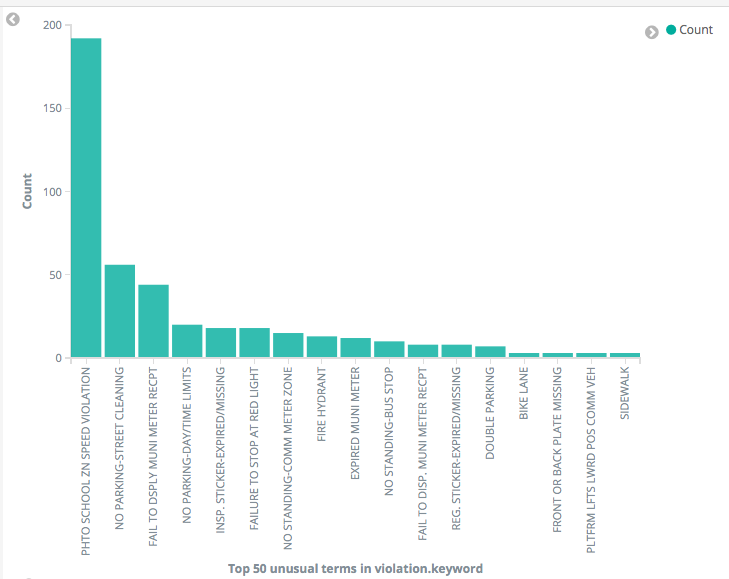 200
150
100
50
0
Count
Count
PHTO SCHOOL ZN SPEED VIOLATION
NO PARKING-STREET CLEANING
FAIL TO DSPLY MUNI METER RECPT
NO PARKING-DAY/TIME LIMITS
INSP. STICKER-EXPIRED/MISSING
FAILURE TO STOP AT RED LIGHT
NO STANDING-COMM METER ZONE
FIRE HYDRANT
EXPIRED MUNI METER
NO STANDING-BUS STOP
FAIL TO DISP. MUNI METER RECPT
REG. STICKER-EXPIRED/MISSING
DOUBLE PARKING
BIKE LANE
FRONT OR BACK PLATE MISSING
PLTFRM LFTS LWRD POS COMM VEH
SIDEWALK
Top 50 unusual terms in violation.keyword